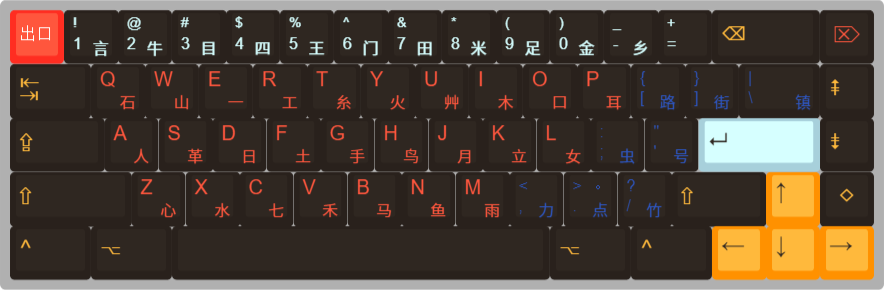 出口 ! 1 言 @ 2 牛 # 3 目 $ 4 四 % 5 王 ^ 6 门 & 7 田 * 8 米 ( 9 足 ) 0 金 _ - 乡 + = ⌫ ⌦
⇤ ⇥ Q 石 W 山 E 一 R 工 T 糸 Y 火 U 艸 I 木 O 口 P 耳 { [ 路 } ] 街 | \ 镇 ⇞
⇪ A 人 S 革 D 日 F 土 G 手 H 鸟 J 月 K 立 L 女 : ; 虫 " ' 号 ↵ ⇟
⇧ Z 心 X 水 C 七 V 禾 B 马 N 鱼 M 雨 < , 力 > 。 . 点 ? / 竹 ⇧ ↑ ◇
^ ⌥ ⌥ ^ ← ↓ →